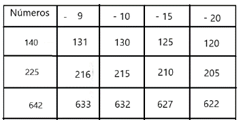 Números - 9 - 10 - 15 - 20
140 131 130 125 120
225 216 215 210 205
642 633 632 627 622